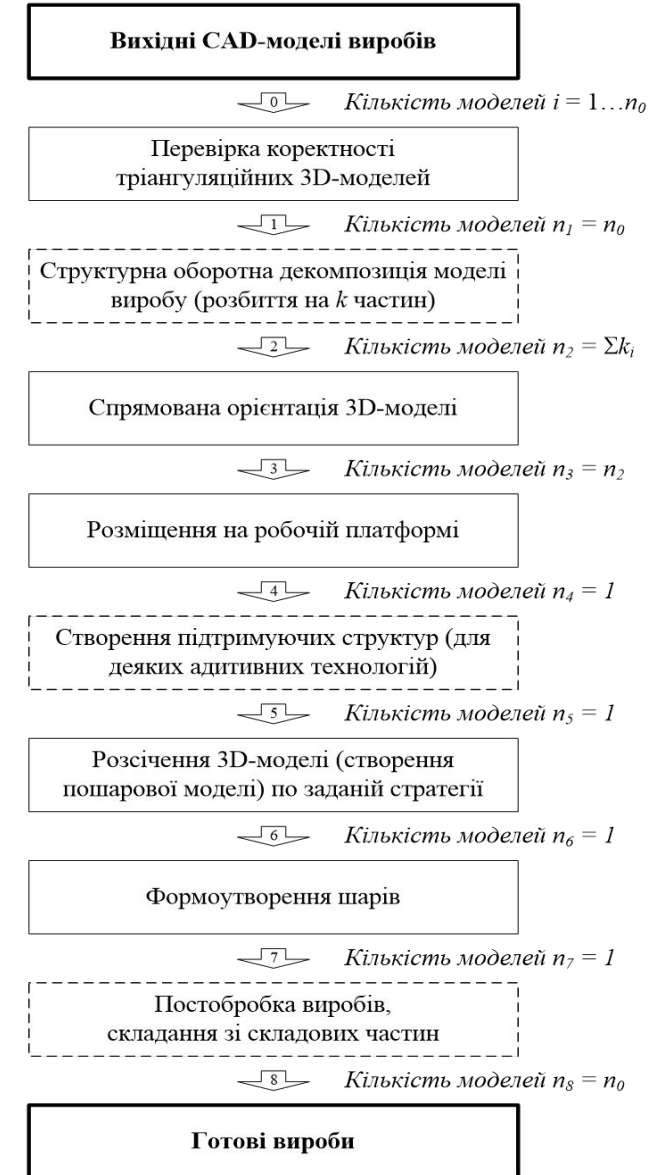 Вихідні CAD-моделі виробів
0 Кількість моделей i = 1…n₀
Перевірка коректності
тріангуляційних 3D-моделей
1 Кількість моделей n₁ = n₀
Структурна оборотна декомпозиція моделі
виробу (розбиття на k частин)
2 Кількість моделей n₂ = Σkᵢ
Спрямована орієнтація 3D-моделі
3 Кількість моделей n₃ = n₂
Розміщення на робочій платформі
4 Кількість моделей n₄ = 1
Створення підтримуючих структур (для
деяких адитивних технологій)
5 Кількість моделей n₅ = 1
Розсічення 3D-моделі (створення
пошарової моделі) по заданій стратегії
6 Кількість моделей n₆ = 1
Формоутворення шарів
7 Кількість моделей n₇ = 1
Постобробка виробів,
складання зі складових частин
8 Кількість моделей n₈ = n₀
Готові вироби